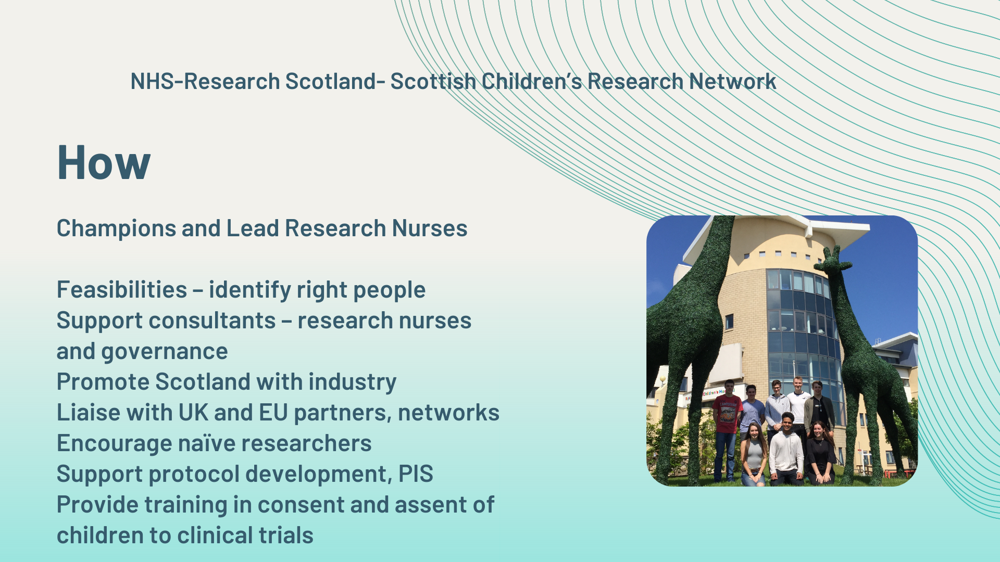 NHS-Research Scotland- Scottish Children’s Research Network
How
Champions and Lead Research Nurses
Feasibilities – identify right people
Support consultants – research nurses
and governance
Promote Scotland with industry
Liaise with UK and EU partners, networks
Encourage naïve researchers
Support protocol development, PIS
Provide training in consent and assent of
children to clinical trials
Children's
CAMPERVAN